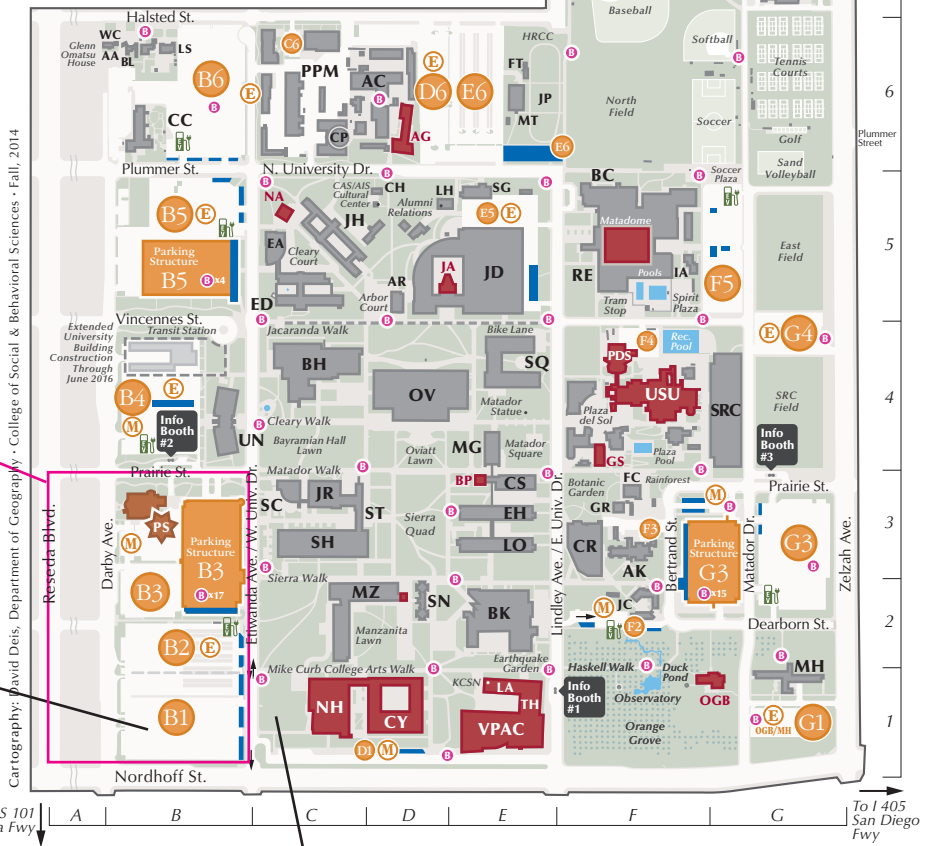 Halsted St.
Baseball
WC
Glenn
Omatsu
House
AA
BL
LS
B
B6
E
C6
PPM
AC
E
D6
E6
HRCC
FT
JP
MT
B
Softball
B
Tennis
Courts
6
North
Field
Soccer
Plummer
Street
CC
B
CP
B
AG
E6
Golf
Sand
Volleyball
Plummer St.
N. University Dr.
B
BC
B
Soccer
Plaza
B
NA
CAS/AIS
Cultural
Center
CH
LH
SG
B
B5
E
JH
Alumni
Relations
E5
E
Matadome
East
Field
5
EA
Cleary
Court
Parking
Structure
B5
B x4
JA
JD
RE
Pools
IA
F5
ED
AR
Arbor
Court
Tram
Stop
Spirit
Plaza
Vincennes St.
B
B
B
B
Extended
University
Building
Construction
Through
June 2016
Transit Station
Jacaranda Walk
Bike Lane
F4
Rec.
Pool
E
G4
B
BH
SQ
PDS
B4
E
OV
USU
SRC
SRC
Field
4
M
Info
Booth
#2
UN
B
Cleary Walk
Matador
Statue
Plaza
del Sol
Bayramian Hall
Lawn
Oviatt
Lawn
MG
Matador
Square
GS
Plaza
Pool
Info
Booth
#3
Prairie St.
Matador Walk
B
BP
CS
B
Botanic
Garden
FC
Rainforest
B
Prairie St.
PS
SC
JR
ST
Sierra
Quad
B
EH
GR
M
B
M
Parking
Structure
B3
B x17
SH
LO
CR
F3
AK
Parking
Structure
G3
B x15
G3
B
3
Reseda Blvd.
Darby Ave.
Etiwanda Ave. / W. Univ. Dr.
Lindley Ave. / E. Univ. Dr.
Bertrand St.
Matador Dr.
Zelzah Ave.
B
Sierra Walk
B
B3
MZ
SN
BK
M
JC
F2
Dearborn St.
2
B2
E
Manzanita
Lawn
Earthquake
Garden
Haskell Walk
B
Duck
Pond
B
MH
B
Mike Curb College Arts Walk
B
B
KCSN
LA
TH
Info
Booth
#1
Observatory
OGB
B1
NH
CY
VPAC
Orange
Grove
B
E
OGB/MH
G1
1
D1
M
B
Nordhoff St.
A
B
C
D
E
F
G
S 101
a Fwy
To I 405
San Diego
Fwy
Cartography: David Deis, Department of Geography • College of Social & Behavioral Sciences • Fall, 2014